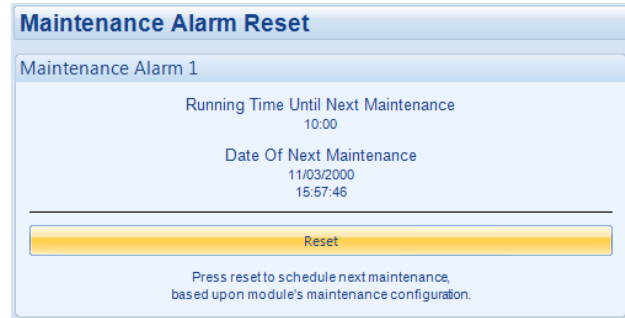 Maintenance Alarm Reset
Maintenance Alarm 1
Running Time Until Next Maintenance
10:00
Date Of Next Maintenance
11/03/2000
15:57:46
Reset
Press reset to schedule next maintenance,
based upon module's maintenance configuration.